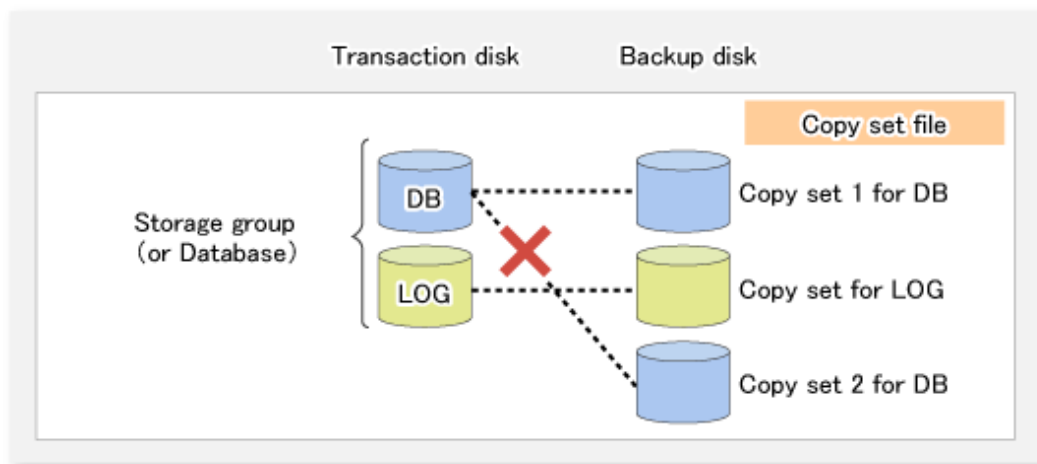 Transaction disk
Backup disk
Copy set file
DB
Copy set 1 for DB
Storage group
(or Database)
LOG
Copy set for LOG
Copy set 2 for DB